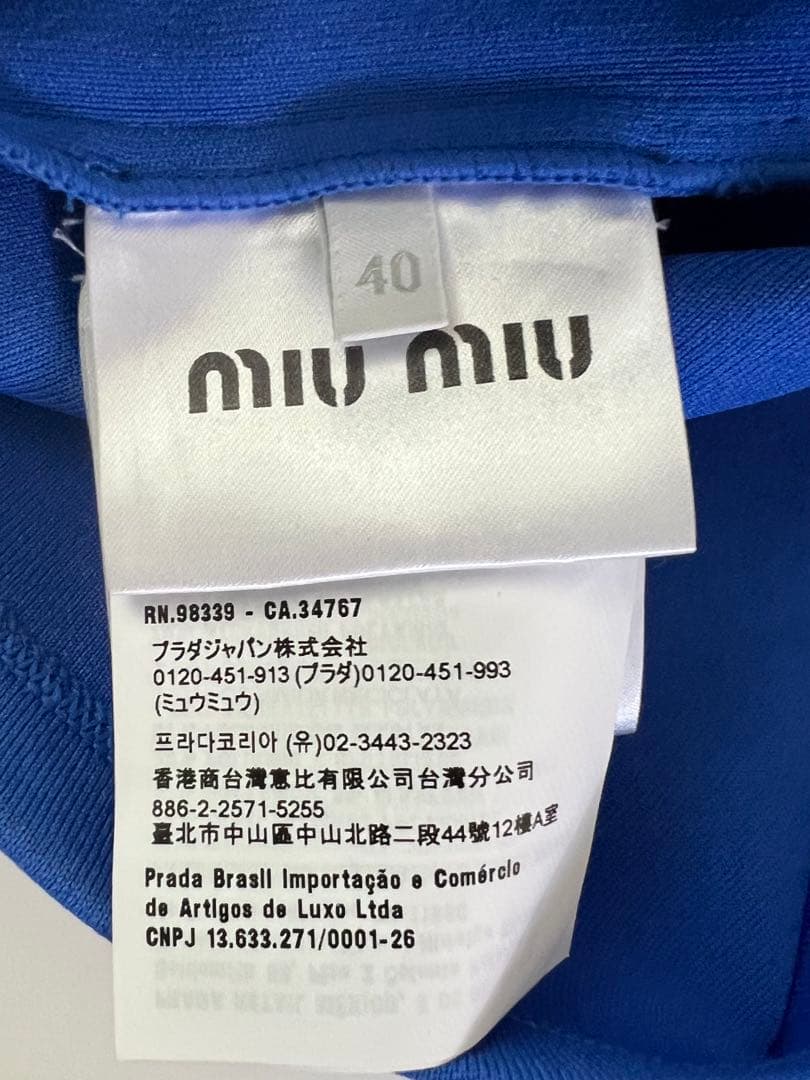 40
miu miu
RN.98339 - CA.34767
プラダジャパン株式会社
0120-451-913 (プラダ)0120-451-993
(ミュウミュウ)
프라다코리아 (유)02-3443-2323
香港商台灣恵比有限公司台灣分公司
886-2-2571-5255
臺北市中山區中山北路二段44號12樓A室
Prada Brasil Importação e Comércio
de Artigos de Luxo Ltda
CNPJ 13.633.271/0001-26